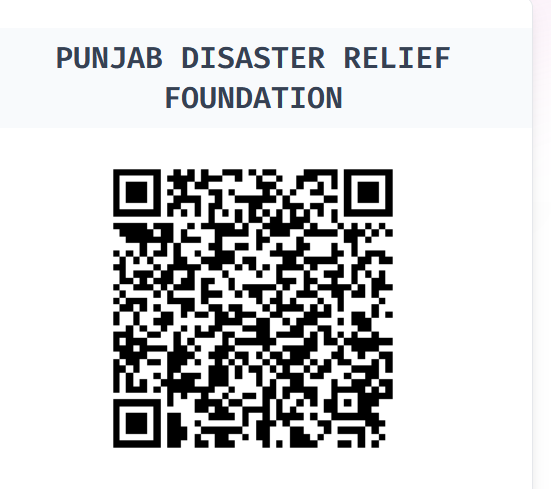 PUNJAB DISASTER RELIEF
FOUNDATION